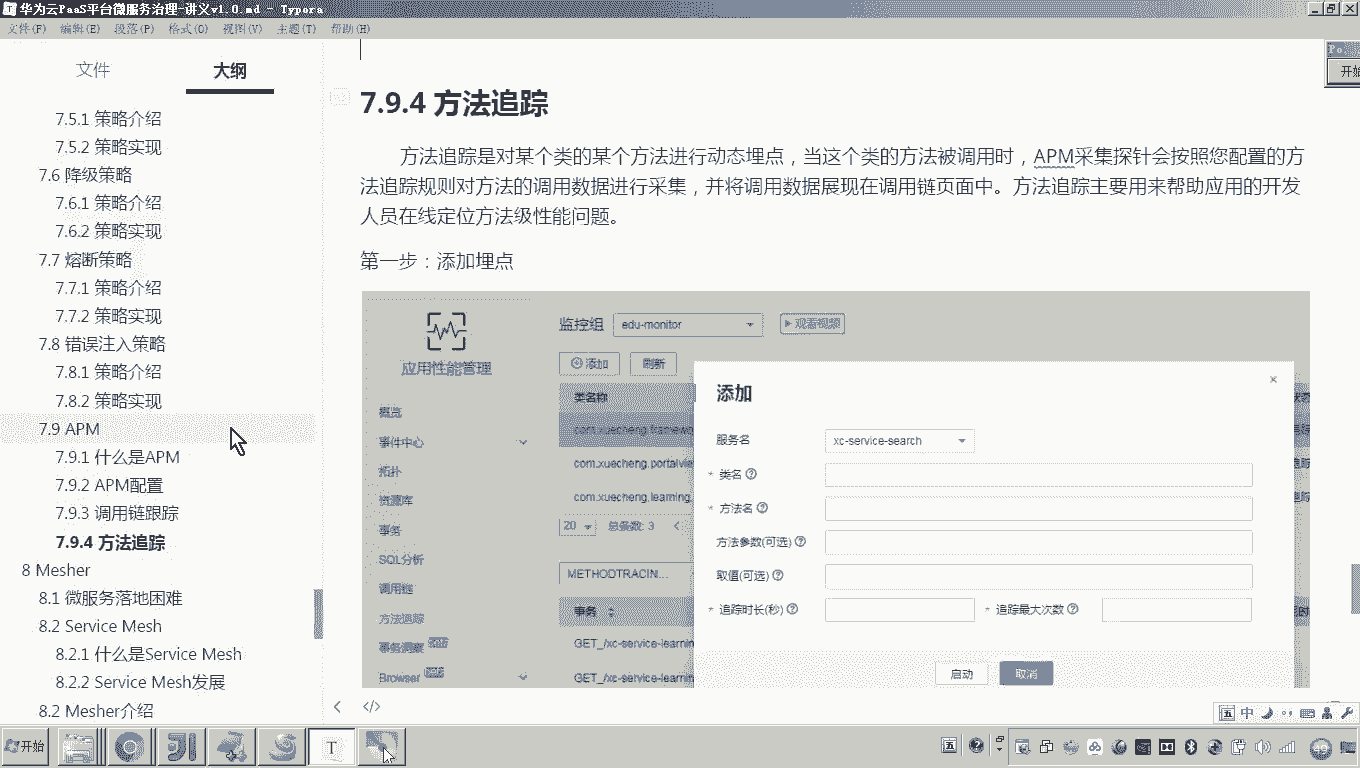 华为云PaaS平台微服务治理-讲义v1.0.md - Typora
文件(F) 编辑(E) 段落(P) 格式(O) 视图(V) 主题(T) 帮助(H)
文件 大纲
7.5.1 策略介绍
7.5.2 策略实现
7.6 降级策略
7.6.1 策略介绍
7.6.2 策略实现
7.7 熔断策略
7.7.1 策略介绍
7.7.2 策略实现
7.8 错误注入策略
7.8.1 策略介绍
7.8.2 策略实现
7.9 APM
7.9.1 什么是APM
7.9.2 APM配置
7.9.3 调用链跟踪
7.9.4 方法追踪
8 Mesher
8.1 微服务落地困难
8.2 Service Mesh
8.2.1 什么是Service Mesh
8.2.2 Service Mesh发展
8.2 Mesher介绍
7.9.4 方法追踪
方法追踪是对某个类的某个方法进行动态埋点，当这个类的方法被调用时，APM采集探针会按照您配置的方
法追踪规则对方法的调用数据进行采集，并将调用数据展现在调用链页面中。方法追踪主要用来帮助应用的开发
人员在线定位方法级性能问题。
第一步：添加埋点
应用性能管理
概览
事件中心
拓扑
资源库
事务
SQL分析
调用链
方法追踪
事务洞察
Browser
监控组 edu-monitor 观看视频
添加 刷新
类名称
com.xuecheng.framewo
com.xuecheng.portalvie
com.xuecheng.learning.
20 总条数: 3
METHODTRACIN...
事务
GET_/xc-service-learnin
GET_/xc-service-learnin
添加
服务名 xc-service-search
* 类名
* 方法名
方法参数(可选)
取值(可选)
* 追踪时长(秒) * 追踪最大次数
启动 取消
Po
开始
五 中
开始
五